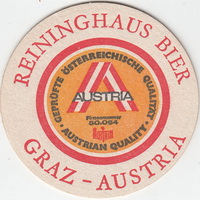 REININGHAUS BIER
GEPRÜFTE ÖSTERREICHISCHE QUALITÄT
AUSTRIA
50.054
AUSTRIAN QUALITY
GRAZ - AUSTRIA